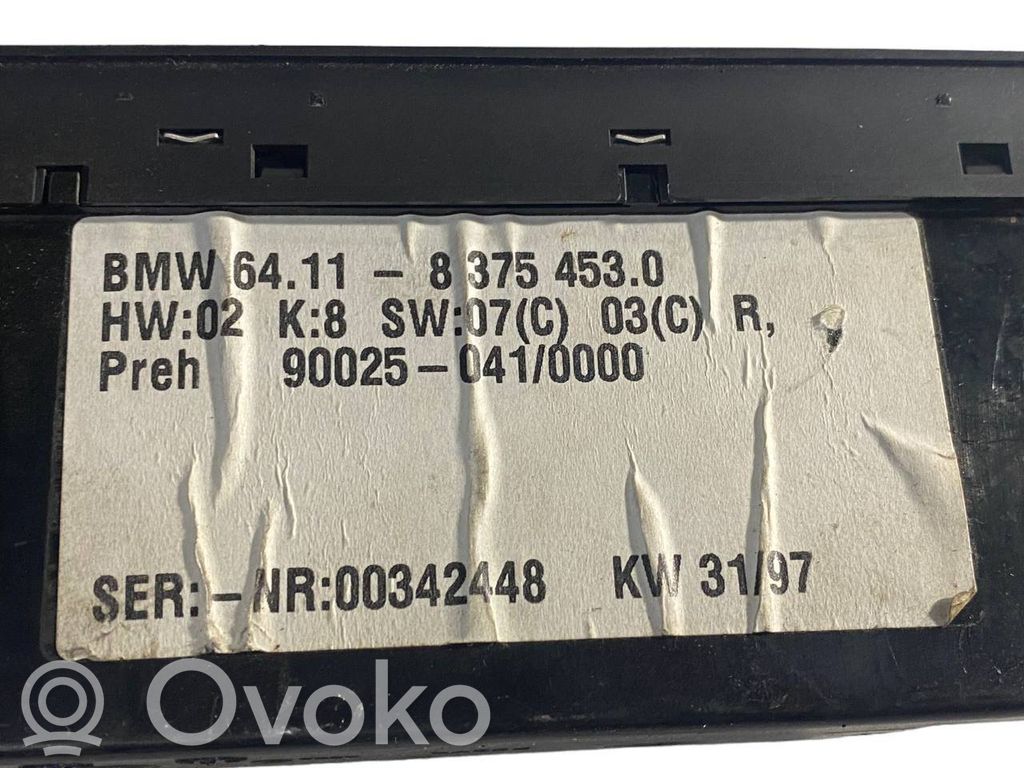 BMW 64.11 - 8 375 453.0
HW:02 K:8 SW:07(C) 03(C) R,
Preh 90025-041/0000
SER:-NR:00342448 KW 31/97
Ovoko